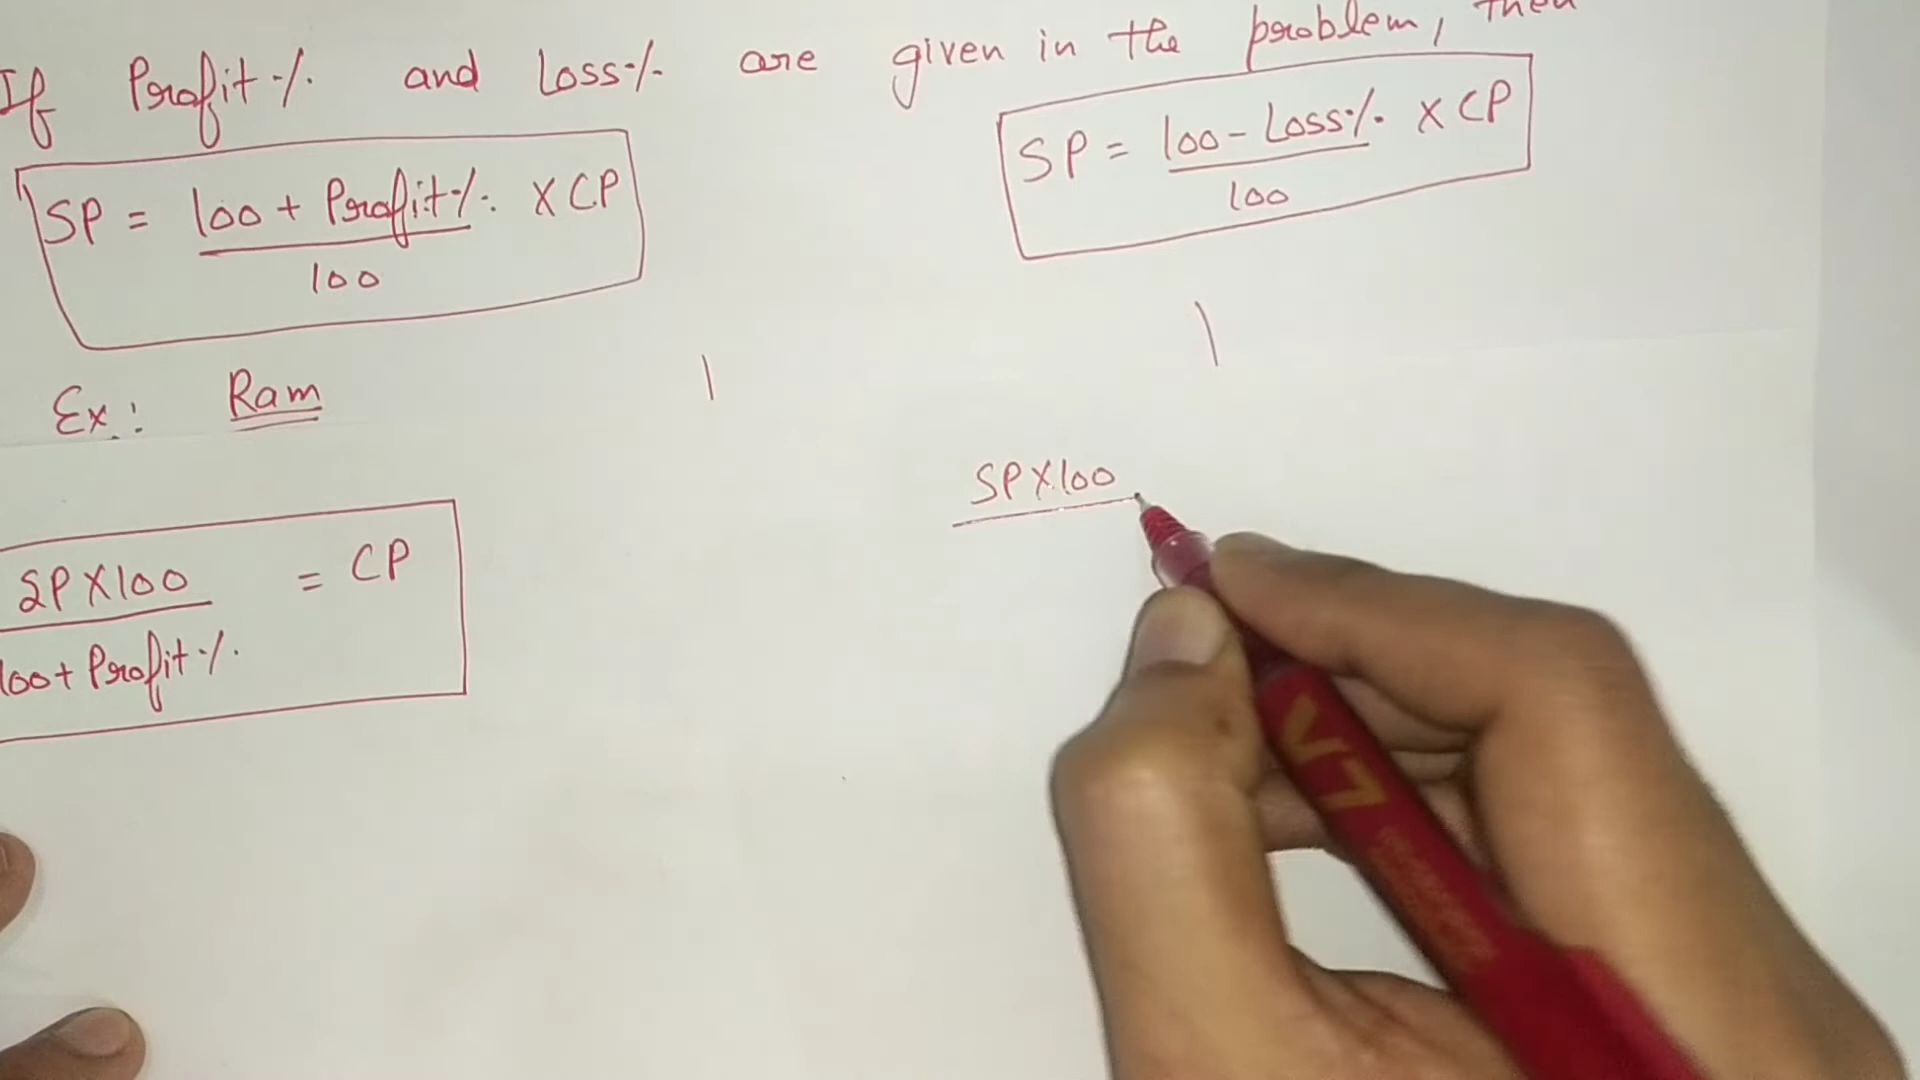 If Profit% and Loss% are given in the problem, then
SP = 100 + Profit% X CP
100
SP = 100 - Loss% X CP
100
Ex.: Ram
SP X 100 = CP
100 + Profit%
SP X 100
V7